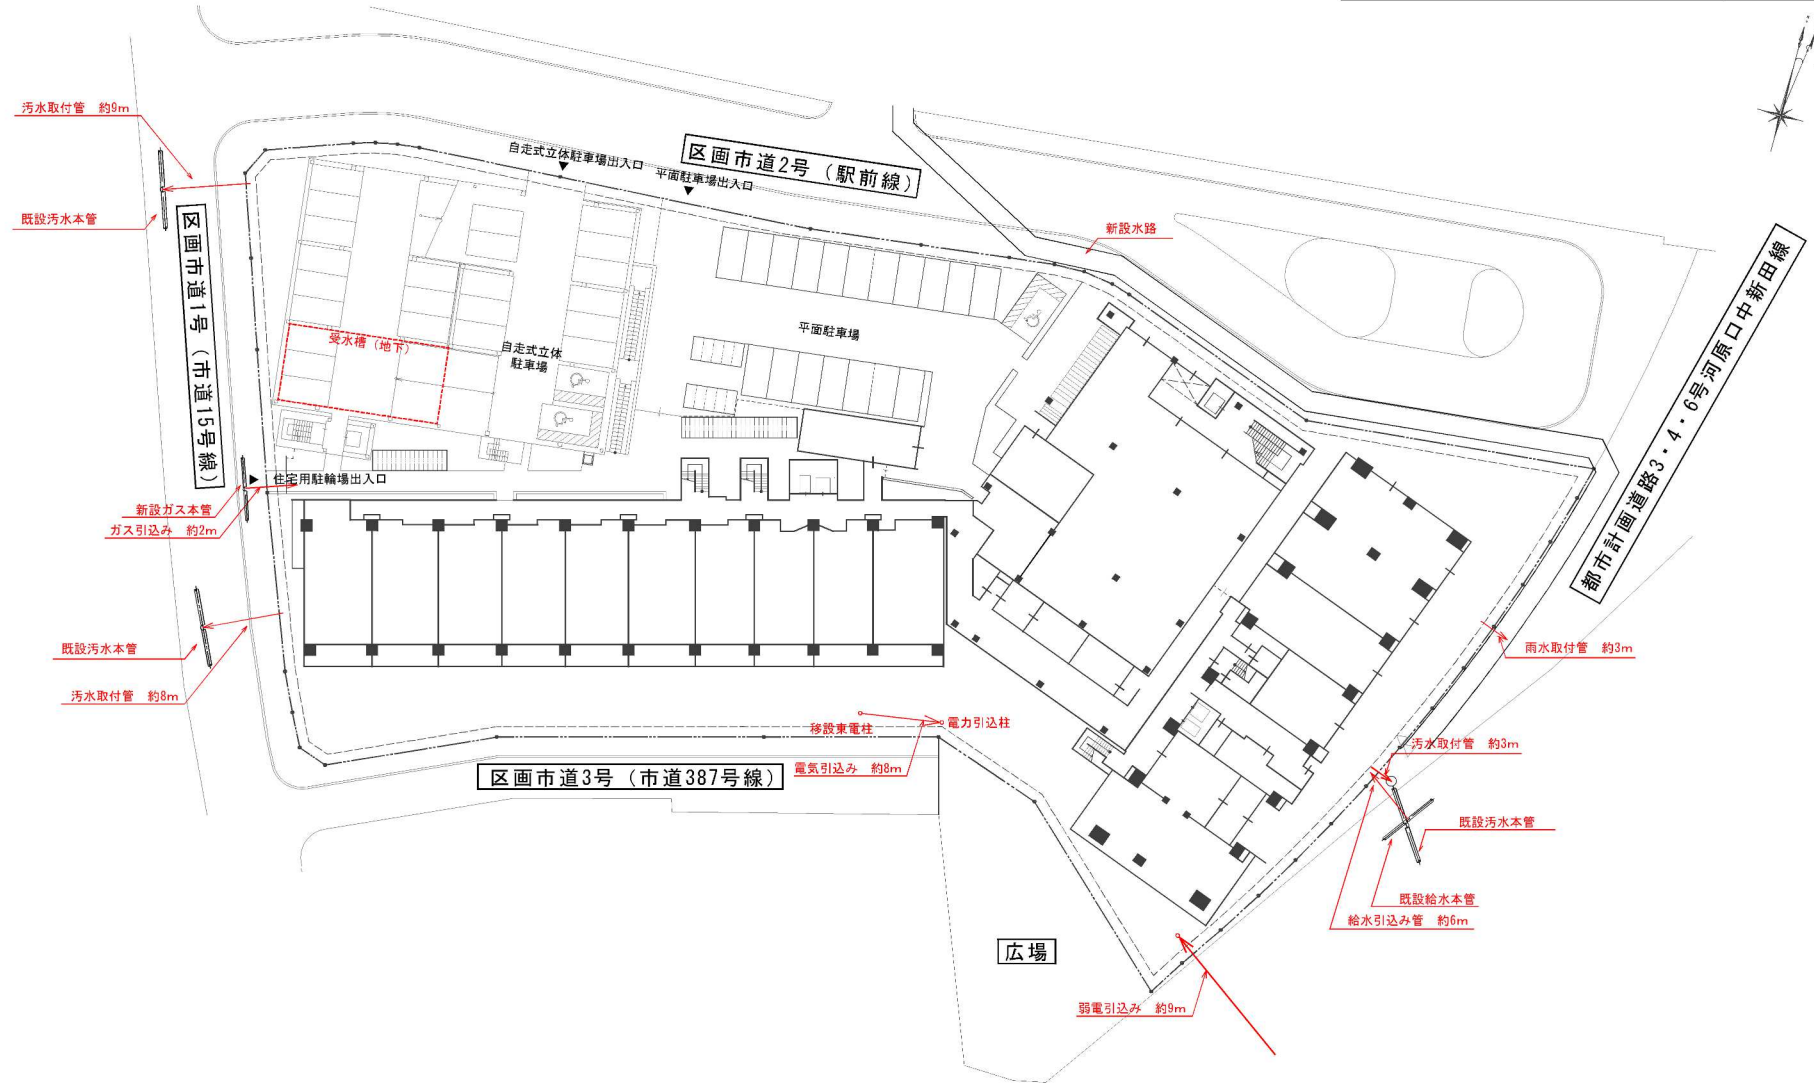 汚水取付管　約9m
既設汚水本管
区画市道1号（市道15号線）
自走式立体駐車場出入口
平面駐車場出入口
区画市道2号（駅前線）
新設水路
都市計画道路3・4・6号河原口中新田線
受水槽（地下）
自走式立体
駐車場
平面駐車場
住宅用駐輪場出入口
新設ガス本管
ガス引込み　約2m
既設汚水本管
汚水取付管　約8m
移設東電柱
電力引込柱
電気引込み　約8m
区画市道3号（市道387号線）
雨水取付管　約3m
汚水取付管　約3m
既設汚水本管
既設給水本管
給水引込み管　約6m
広場
弱電引込み　約9m